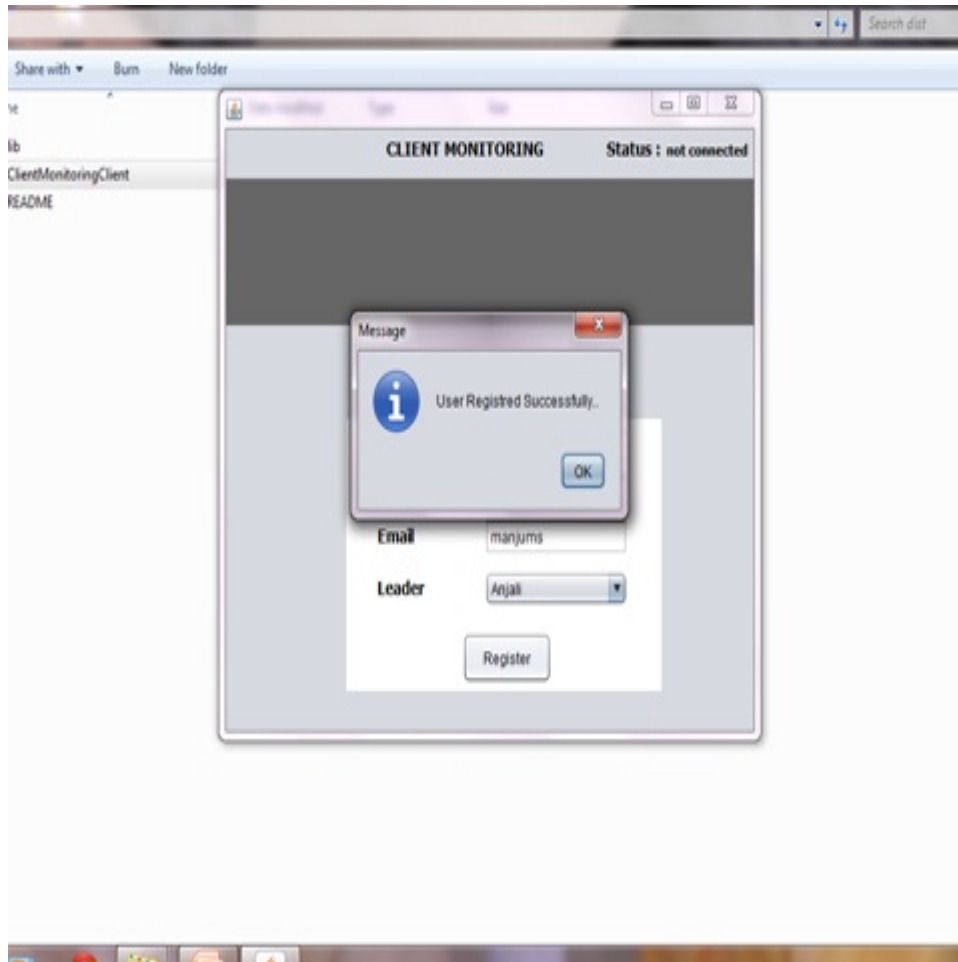 Search dist
Share with Burn New folder
lib
ClientMonitoringClient
README
CLIENT MONITORING Status : not connected
Message
User Registred Successfully..
OK
Email manjums
Leader Anjali
Register